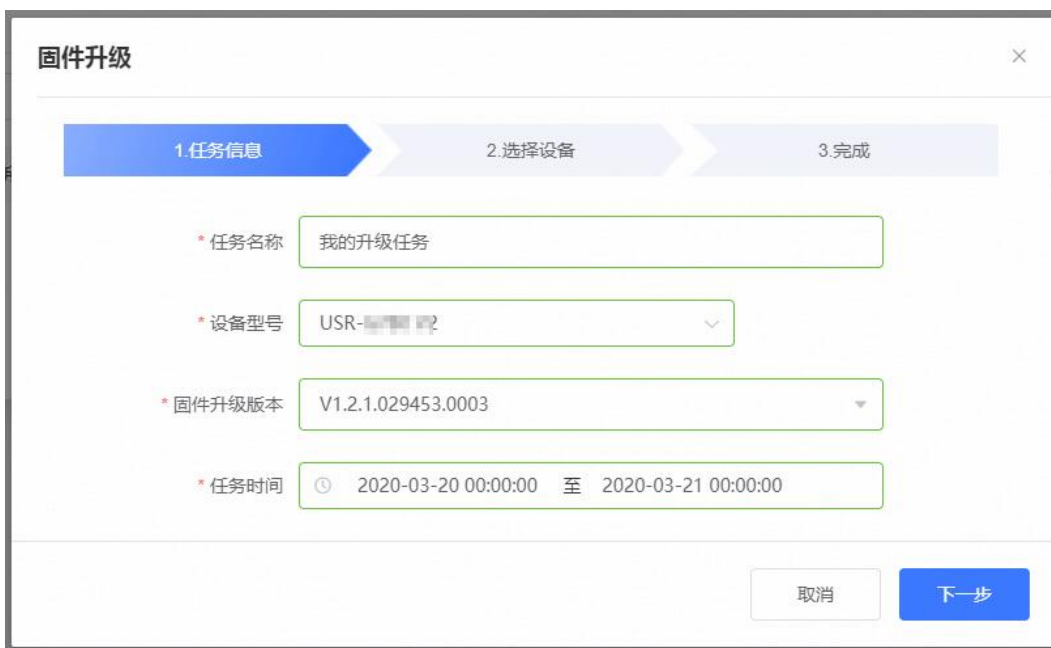 固件升级
1.任务信息
2.选择设备
3.完成
* 任务名称
我的升级任务
* 设备型号
USR-
* 固件升级版本
V1.2.1.029453.0003
* 任务时间
2020-03-20 00:00:00 至 2020-03-21 00:00:00
取消
下一步